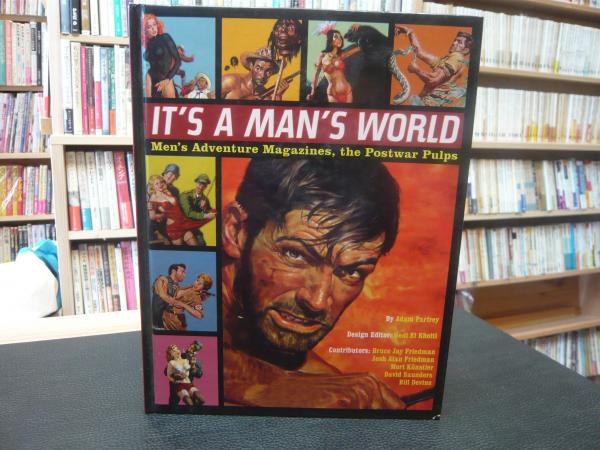 IT'S A MAN'S WORLD
Men's Adventure Magazines, the Postwar Pulps
By Adam Parfrey
Design Editor: Hedi El Kholti
Contributors: Bruce Jay Friedman
Josh Alan Friedman
Mort Künstler
David Saunders
Bill Devine